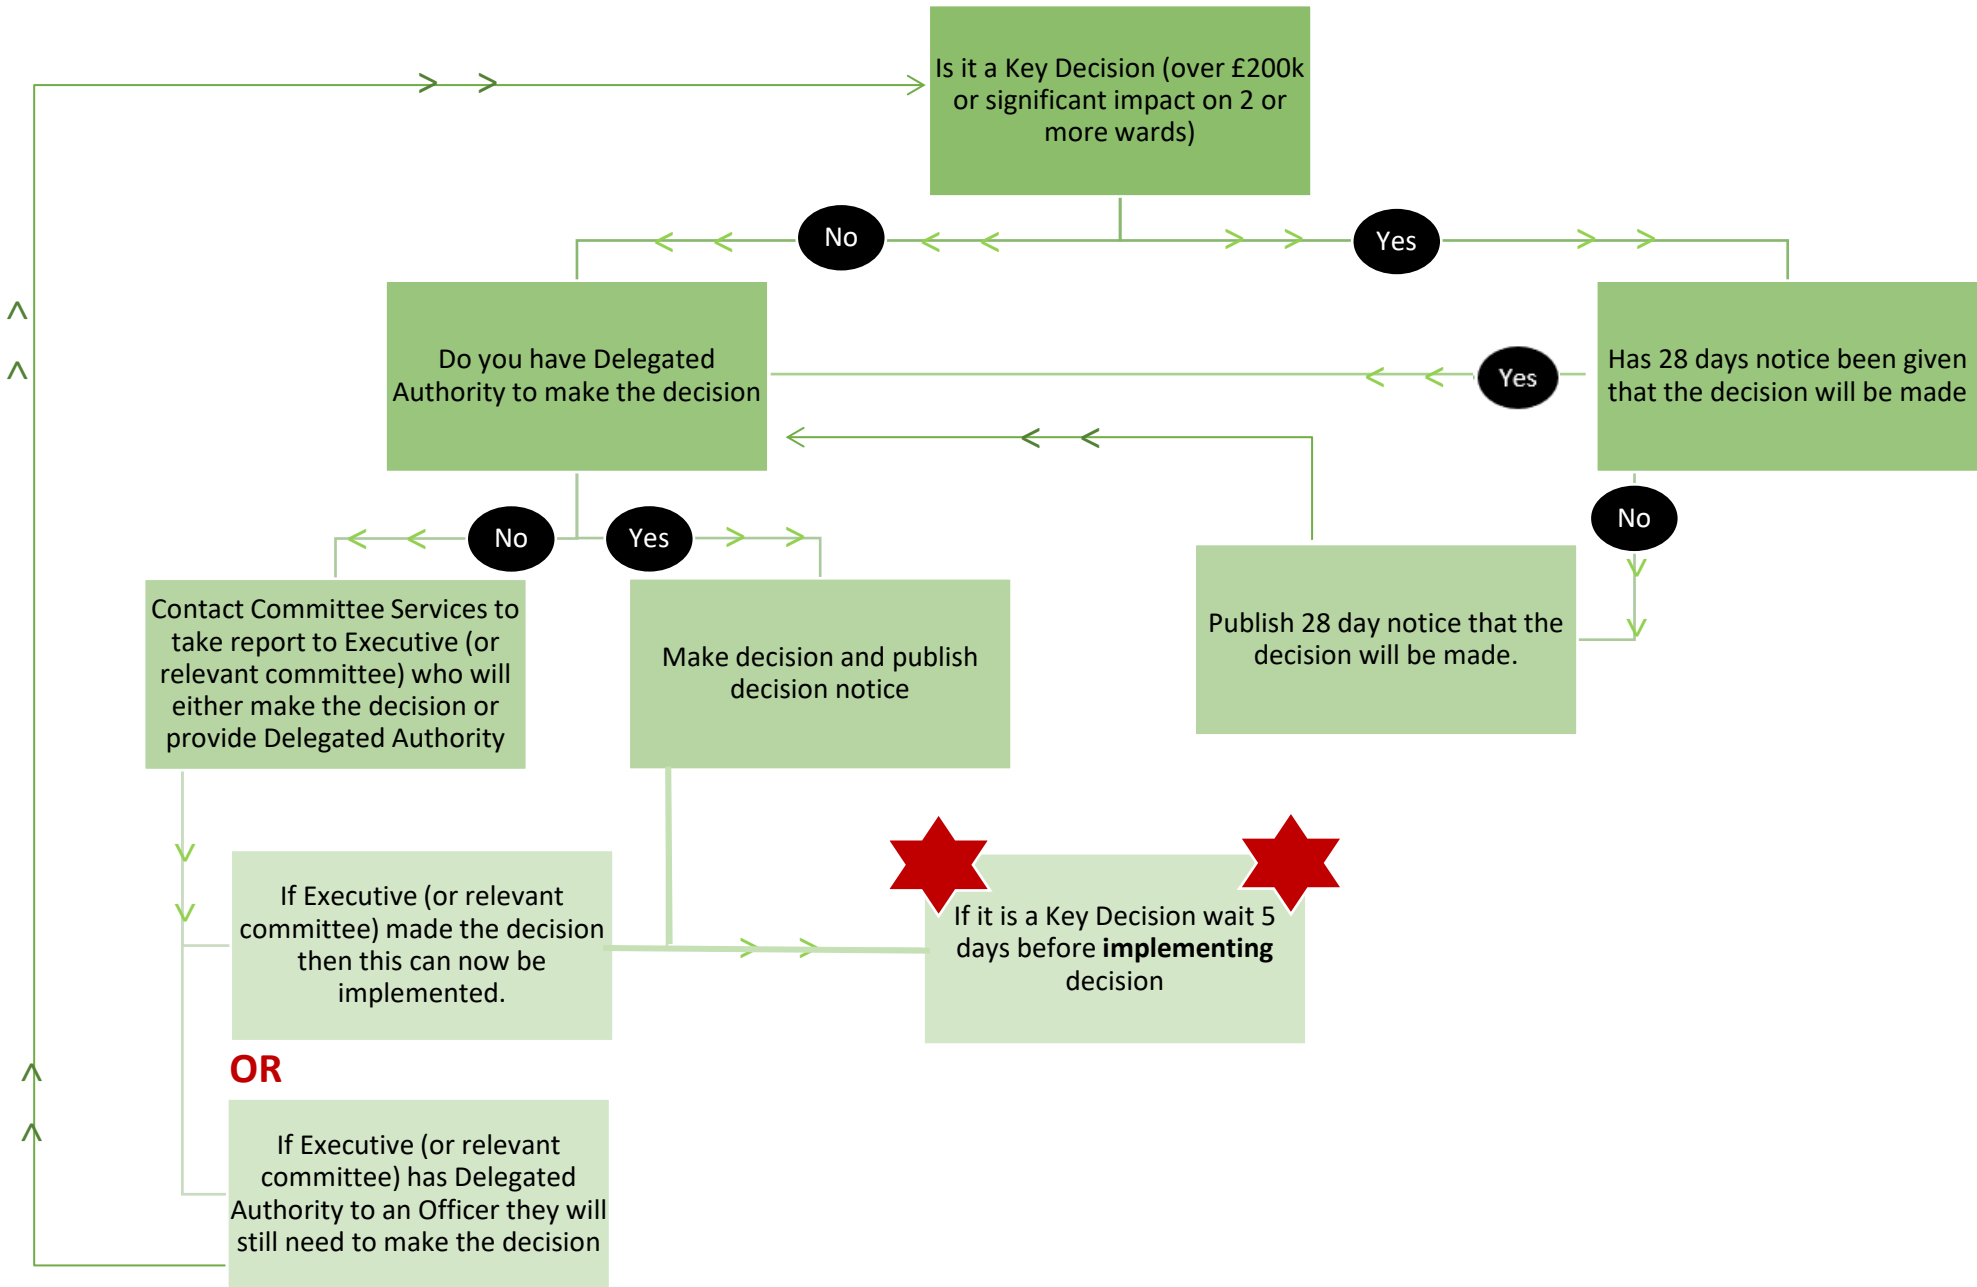 Is it a Key Decision (over £200k
or significant impact on 2 or
more wards)
No
Yes
Do you have Delegated
Authority to make the decision
Yes
Has 28 days notice been given
that the decision will be made
No
Yes
No
Contact Committee Services to
take report to Executive (or
relevant committee) who will
either make the decision or
provide Delegated Authority
Make decision and publish
decision notice
Publish 28 day notice that the
decision will be made.
If Executive (or relevant
committee) made the decision
then this can now be
implemented.
If it is a Key Decision wait 5
days before implementing
decision
OR
If Executive (or relevant
committee) has Delegated
Authority to an Officer they will
still need to make the decision